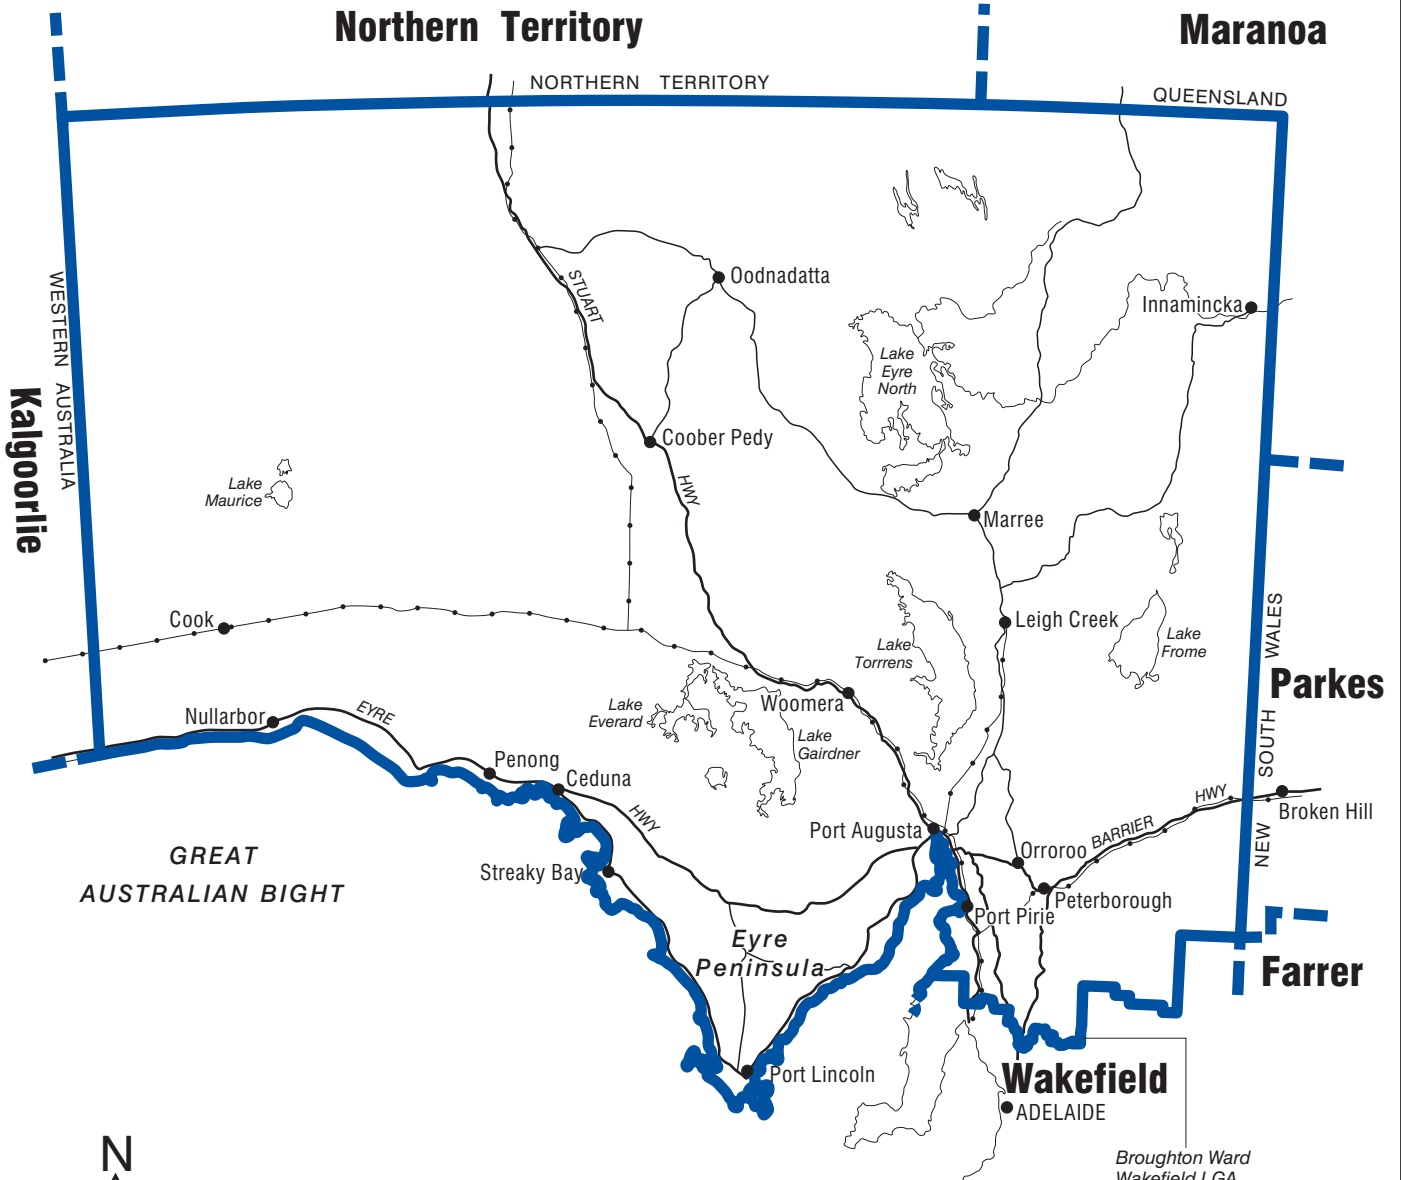 Northern Territory
Maranoa
NORTHERN TERRITORY
QUEENSLAND
Oodnadatta
STUART
Innamincka
WESTERN AUSTRALIA
Lake
Eyre
North
Kalgoorlie
Coober Pedy
HWY
Lake
Maurice
Marree
Cook
Leigh Creek
Lake
Torrrens
Lake
Frome
NEW SOUTH WALES
Parkes
Woomera
Lake
Everard
Lake
Gairdner
Nullarbor
EYRE
Penong
Ceduna
HWY
HWY
Broken Hill
Port Augusta
BARRIER
Orroroo
GREAT
AUSTRALIAN BIGHT
Streaky Bay
Peterborough
Port Pirie
Eyre
Peninsula
Farrer
Port Lincoln
Wakefield
ADELAIDE
N
Broughton Ward
Wakefield LGA